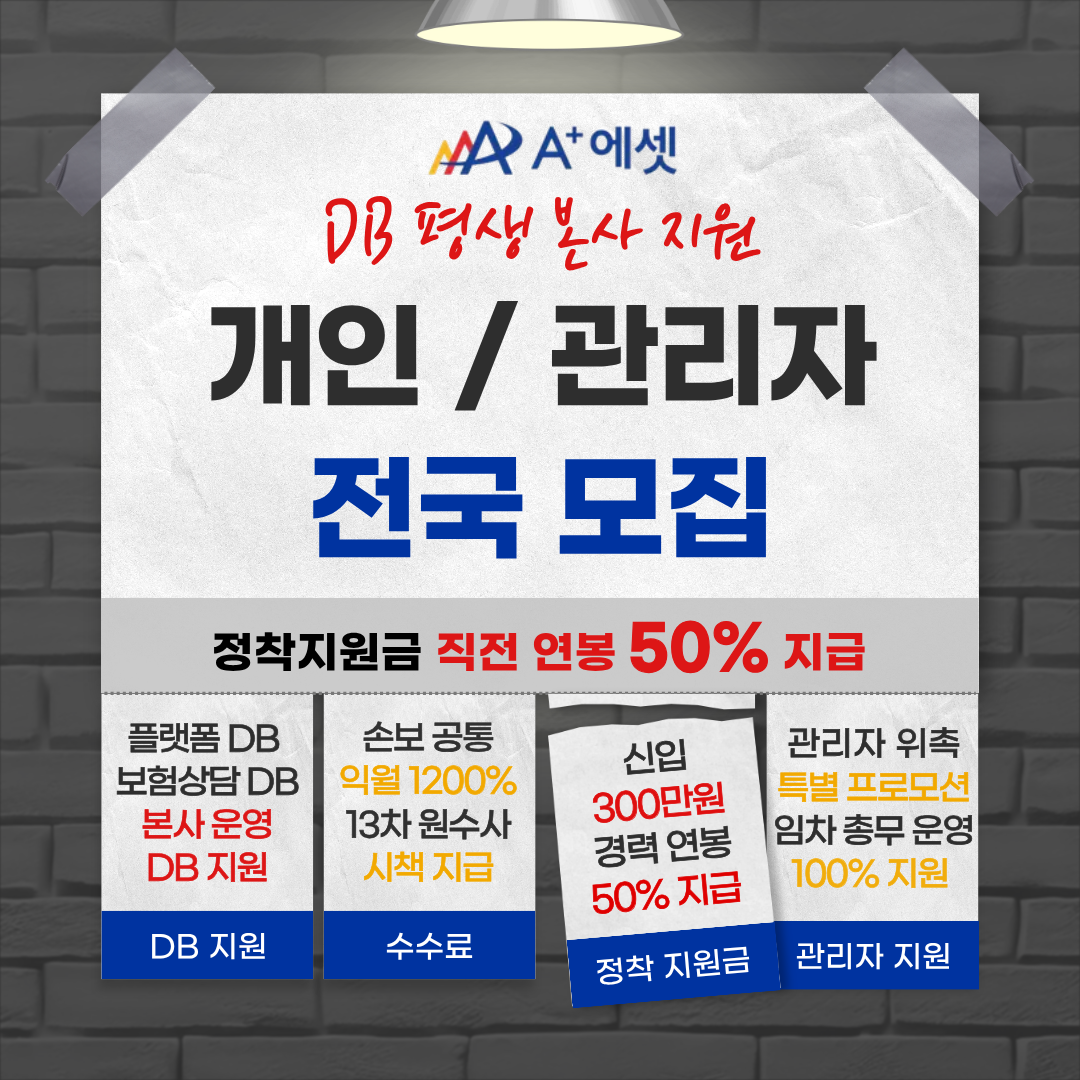 A+에셋
DB 평생 본사 지원
개인 / 관리자
전국 모집
정착지원금 직전 연봉 50% 지급
플랫폼 DB
보험상담 DB
본사 운영
DB 지원
DB 지원
손보 공통
익월 1200%
13차 원수사
시책 지급
수수료
신입
300만원
경력 연봉
50% 지급
정착 지원금
관리자 위촉
특별 프로모션
임차 총무 운영
100% 지원
관리자 지원